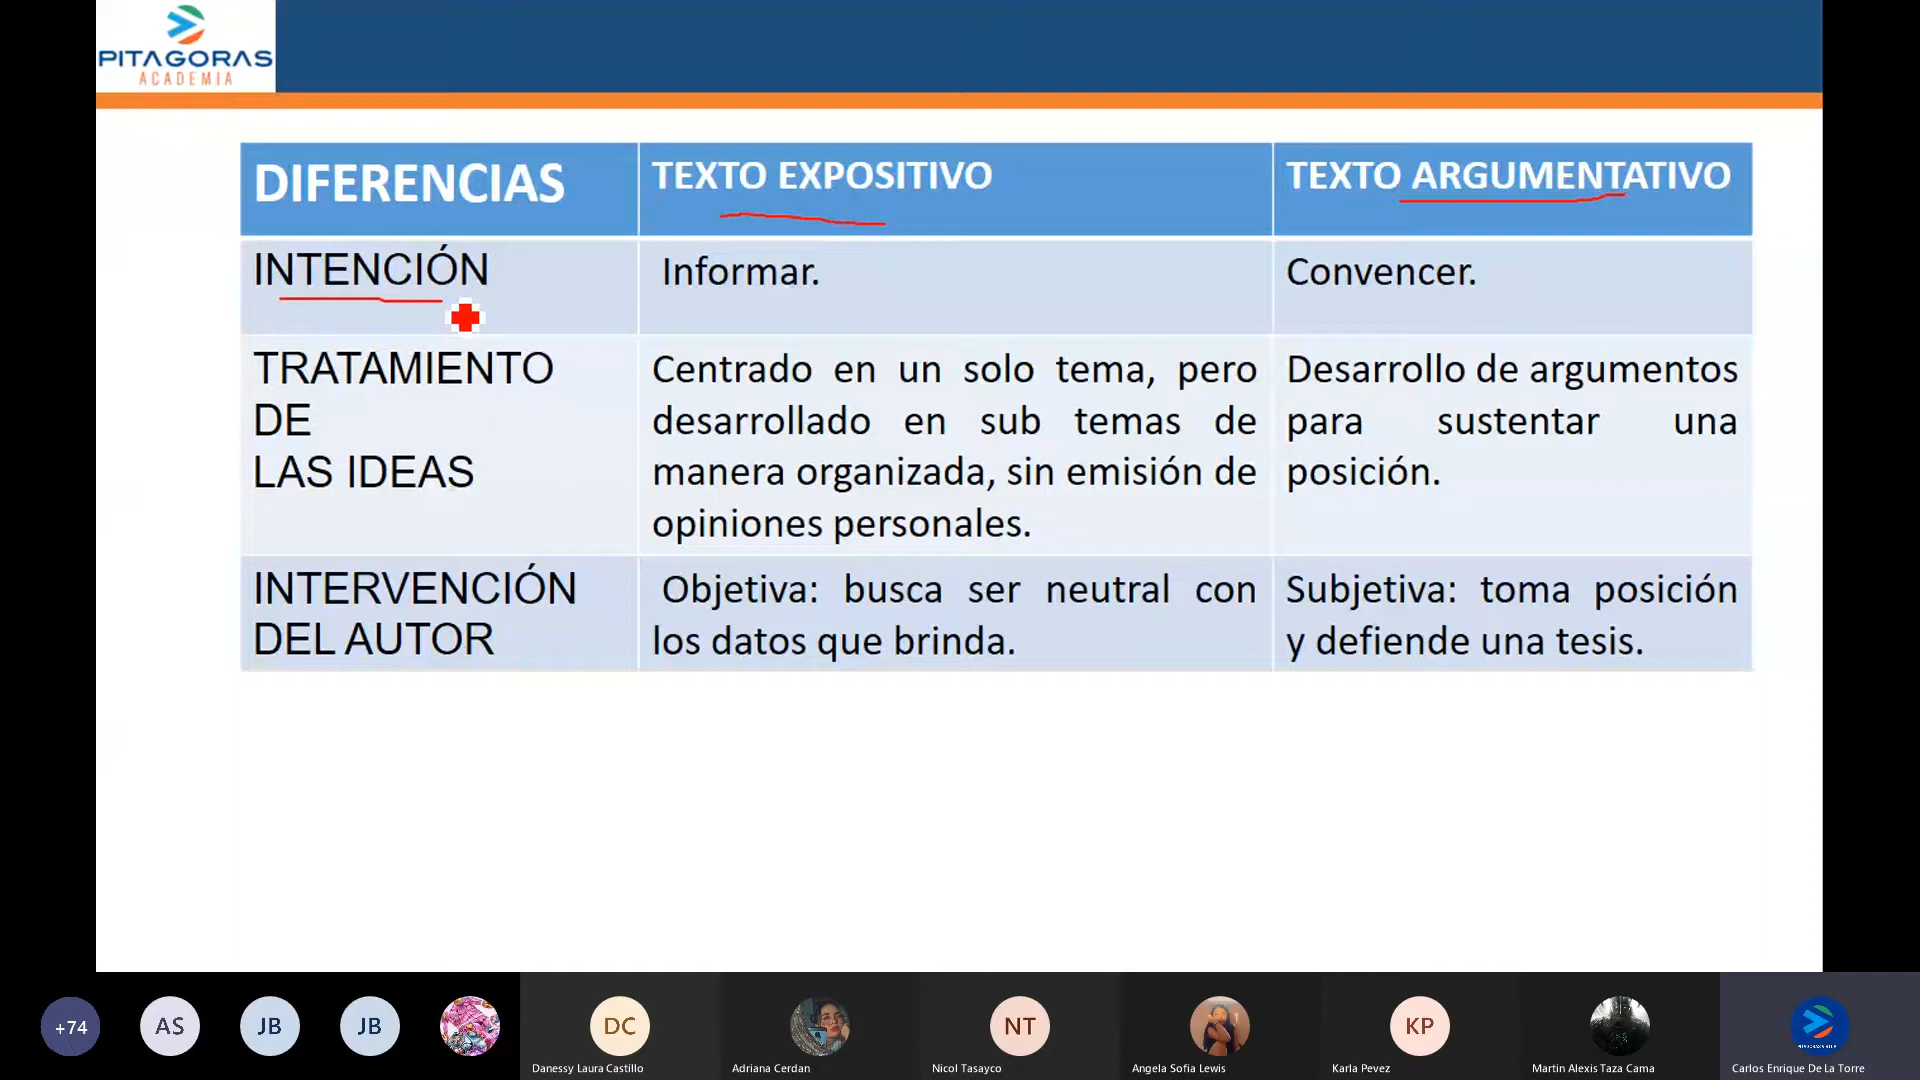 PITAGORAS
ACADEMIA
DIFERENCIAS
TEXTO EXPOSITIVO
TEXTO ARGUMENTATIVO
INTENCIÓN
Informar.
Convencer.
TRATAMIENTO
DE
LAS IDEAS
Centrado en un solo tema, pero
desarrollado en sub temas de
manera organizada, sin emisión de
opiniones personales.
Desarrollo de argumentos
para sustentar una
posición.
INTERVENCIÓN
DEL AUTOR
Objetiva: busca ser neutral con
los datos que brinda.
Subjetiva: toma posición
y defiende una tesis.
+74
AS
JB
JB
DC
NT
KP
Danessy Laura Castillo
Adriana Cerdan
Nicol Tasayco
Angela Sofia Lewis
Karla Pevez
Martin Alexis Taza Cama
Carlos Enrique De La Torre